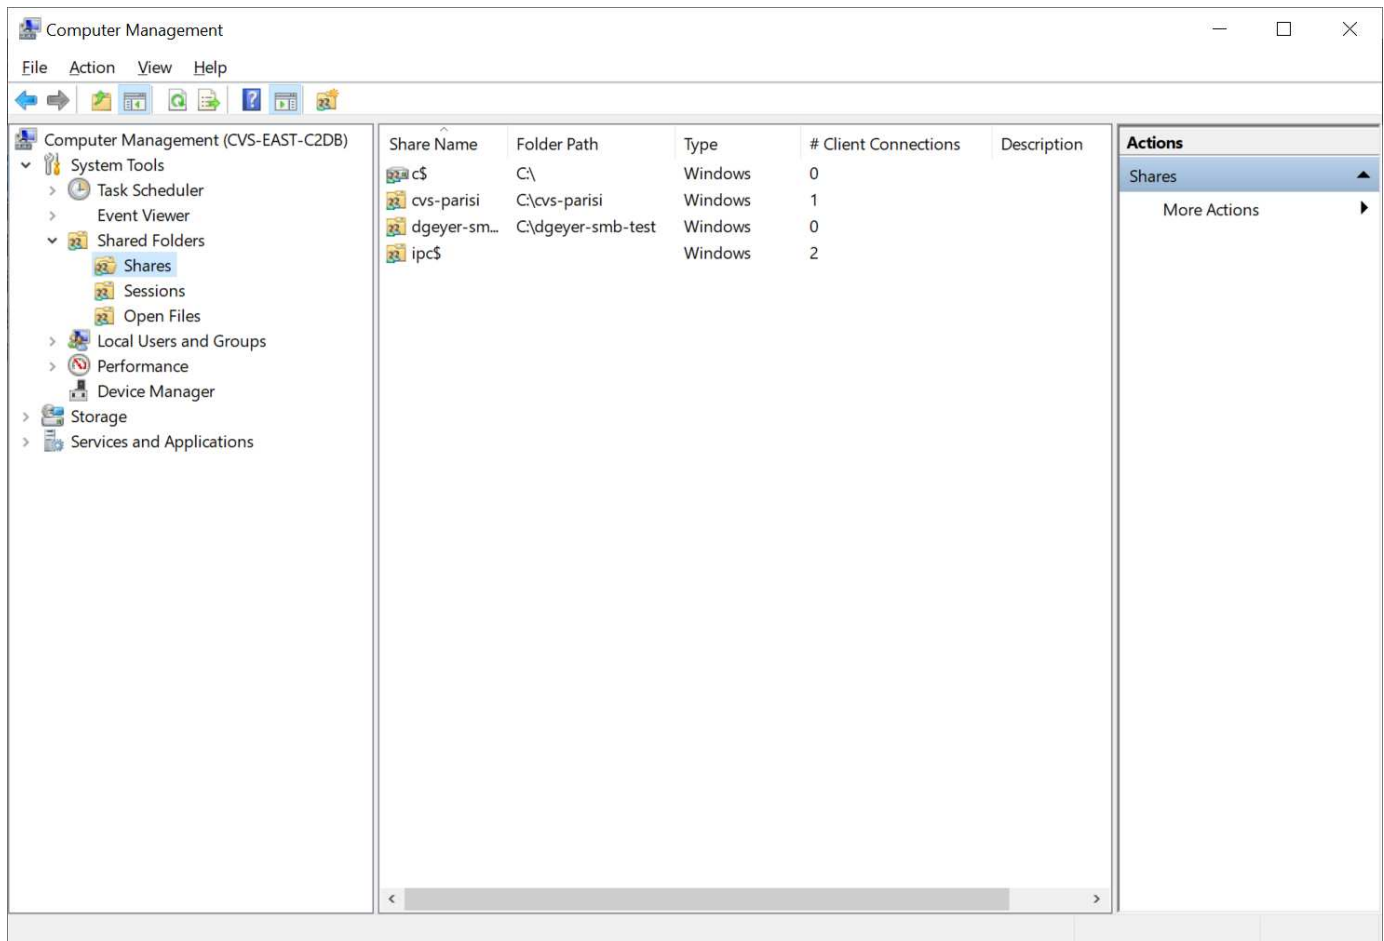 Computer Management
File Action View Help
Computer Management (CVS-EAST-C2DB)
System Tools
Task Scheduler
Event Viewer
Shared Folders
Shares
Sessions
Open Files
Local Users and Groups
Performance
Device Manager
Storage
Services and Applications
Share Name Folder Path Type # Client Connections Description
c$ C:\ Windows 0
cvs-parisi C:\cvs-parisi Windows 1
dgeyer-sm... C:\dgeyer-smb-test Windows 0
ipc$ Windows 2
Actions
Shares
More Actions